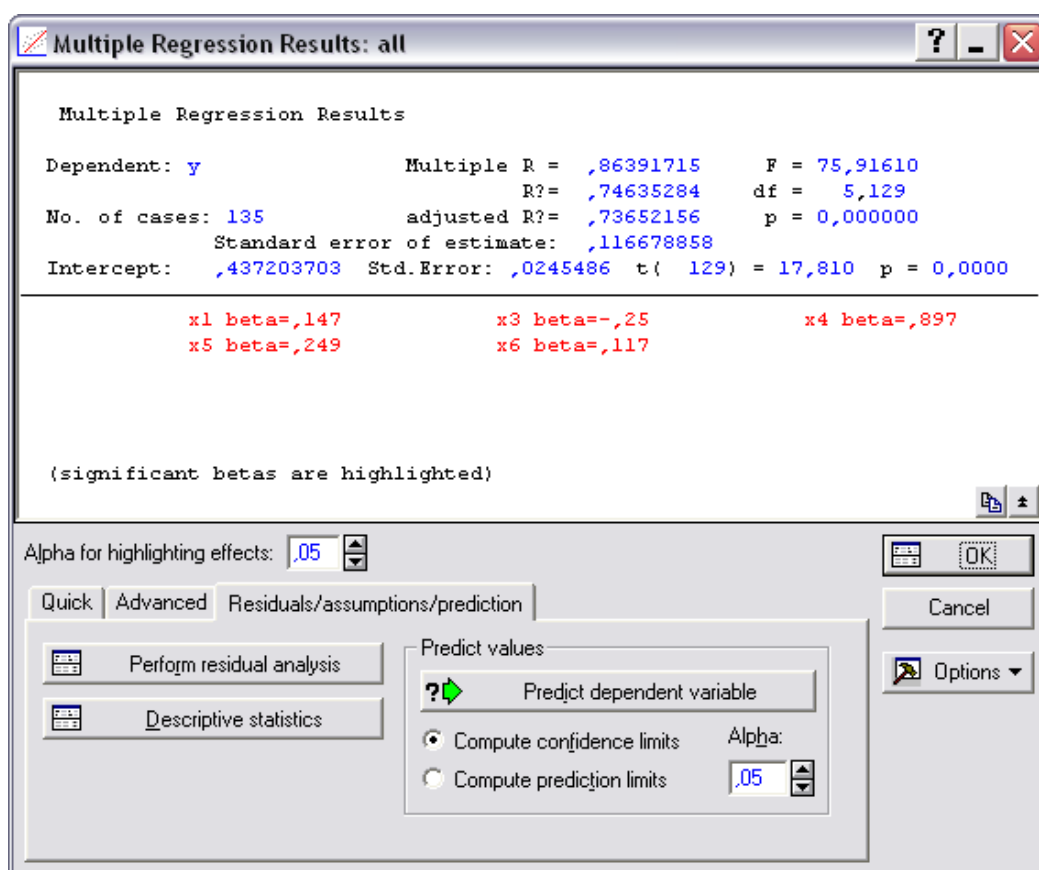 Multiple Regression Results: all
Multiple Regression Results
Dependent: y Multiple R = ,86391715 F = 75,91610
R?= ,74635284 df = 5,129
No. of cases: 135 adjusted R?= ,73652156 p = 0,000000
Standard error of estimate: ,116678858
Intercept: ,437203703 Std.Error: ,0245486 t( 129) = 17,810 p = 0,0000
x1 beta=,147 x3 beta=-,25 x4 beta=,897
x5 beta=,249 x6 beta=,117
(significant betas are highlighted)
Alpha for highlighting effects: ,05
OK
Quick Advanced Residuals/assumptions/prediction
Cancel
Perform residual analysis
Descriptive statistics
Predict values
? Predict dependent variable
Compute confidence limits
Compute prediction limits
Alpha:
,05
Options